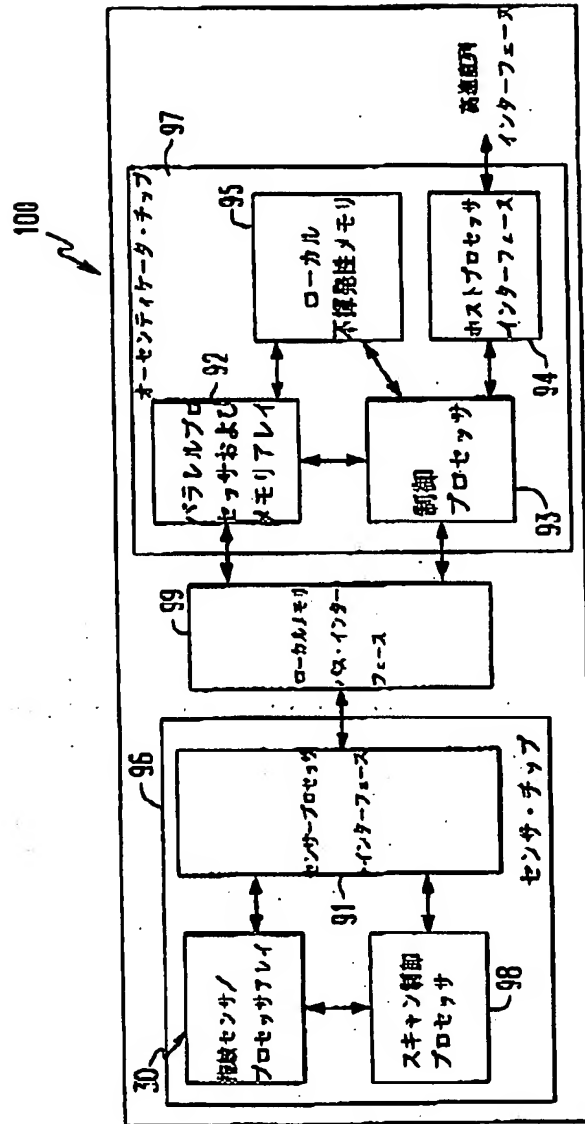 100
オーセンティケータ・チップ
97
パラレルプロ
セッサおよび
メモリアレイ
92
ローカル
不揮発性メモリ
95
制御
プロセッサ
93
ホストプロセッサ
インターフェース
94
高速直列
インターフェース
99
ローカルメモリ
バス・インター
フェース
96
センサープロセッサ
インターフェース
91
指紋センサ/
プロセッサアレイ
30
スキャン制御
プロセッサ
98
センサ・チップ